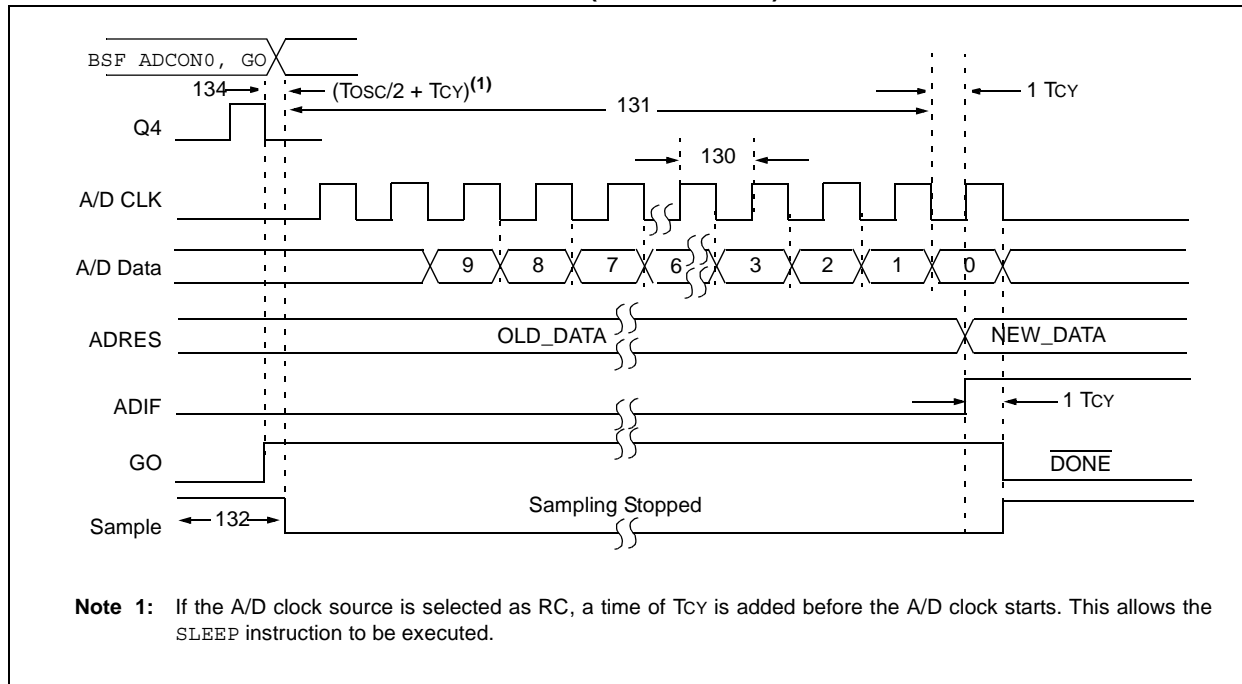 BSF ADCON0, GO
134
(TOSC/2 + TCY)(1)
131
1 TCY
Q4
130
A/D CLK
A/D Data
9 8 7 6 3 2 1 0
ADRES
OLD_DATA
NEW_DATA
ADIF
1 TCY
GO
DONE
Sample
132
Sampling Stopped
Note 1: If the A/D clock source is selected as RC, a time of TCY is added before the A/D clock starts. This allows the
SLEEP instruction to be executed.